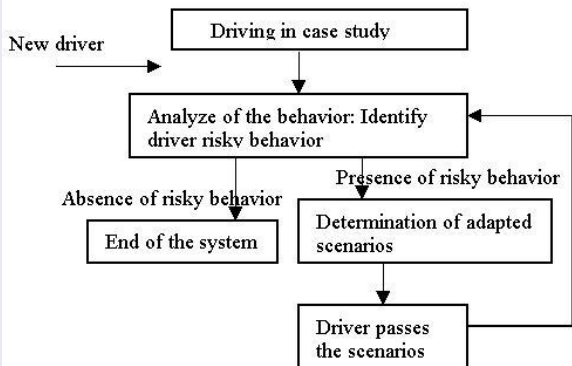 Driving in case study
New driver
Analyze of the behavior: Identify
driver risky behavior
Presence of risky behavior
Absence of risky behavior
Determination of adapted
scenarios
End of the system
Driver passes
the scenarios